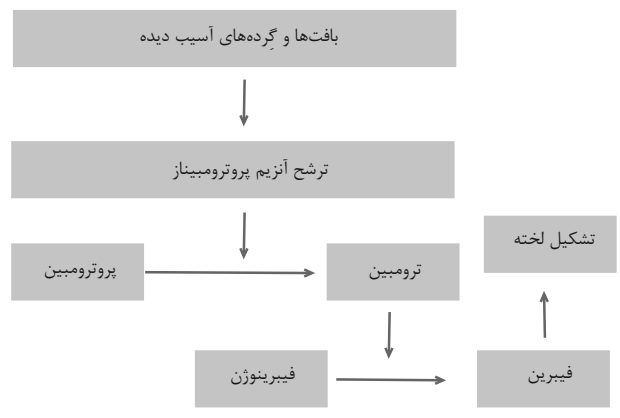 بافت‌ها و گِرده‌های آسیب دیده
ترشح آنزیم پروترومبیناز
تشکیل لخته
پروترومبین
ترومبین
فیبرینوژن
فیبرین